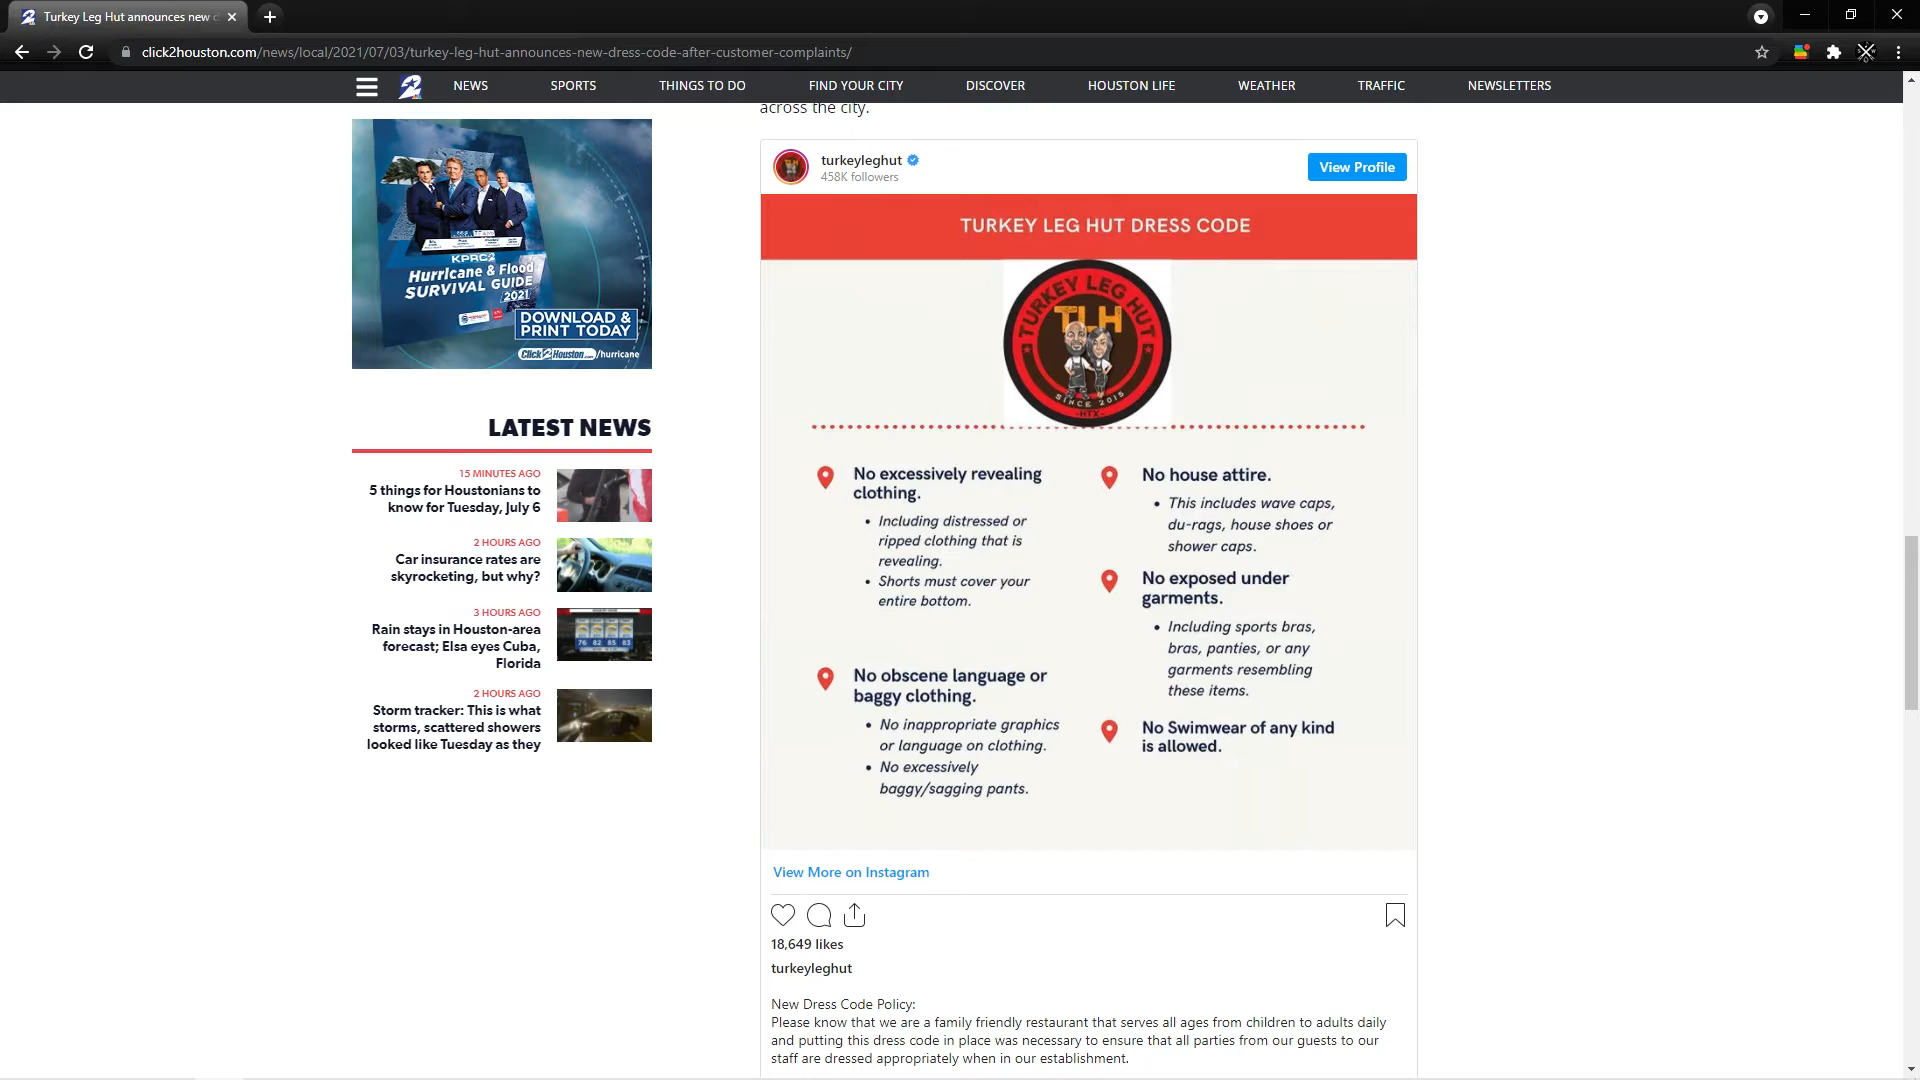 Turkey Leg Hut announces new d
click2houston.com/news/local/2021/07/03/turkey-leg-hut-announces-new-dress-code-after-customer-complaints/
NEWS
SPORTS
THINGS TO DO
FIND YOUR CITY
DISCOVER
HOUSTON LIFE
WEATHER
TRAFFIC
NEWSLETTERS
across the city.
KPRC2
Hurricane & Flood
SURVIVAL GUIDE
2021
DOWNLOAD &
PRINT TODAY
Click2Houston.com/hurricane
LATEST NEWS
15 MINUTES AGO
5 things for Houstonians to
know for Tuesday, July 6
2 HOURS AGO
Car insurance rates are
skyrocketing, but why?
3 HOURS AGO
Rain stays in Houston-area
forecast; Elsa eyes Cuba,
Florida
76 82 85 83
2 HOURS AGO
Storm tracker: This is what
storms, scattered showers
looked like Tuesday as they
turkeyleghut
458K followers
View Profile
TURKEY LEG HUT DRESS CODE
TURKEY LEG HUT
TLH
SINCE 2015
-HTX-
No excessively revealing
clothing.
• Including distressed or
ripped clothing that is
revealing.
• Shorts must cover your
entire bottom.
No obscene language or
baggy clothing.
• No inappropriate graphics
or language on clothing.
• No excessively
baggy/sagging pants.
No house attire.
• This includes wave caps,
du-rags, house shoes or
shower caps.
No exposed under
garments.
• Including sports bras,
bras, panties, or any
garments resembling
these items.
No Swimwear of any kind
is allowed.
View More on Instagram
18,649 likes
turkeyleghut
New Dress Code Policy:
Please know that we are a family friendly restaurant that serves all ages from children to adults daily
and putting this dress code in place was necessary to ensure that all parties from our guests to our
staff are dressed appropriately when in our establishment.